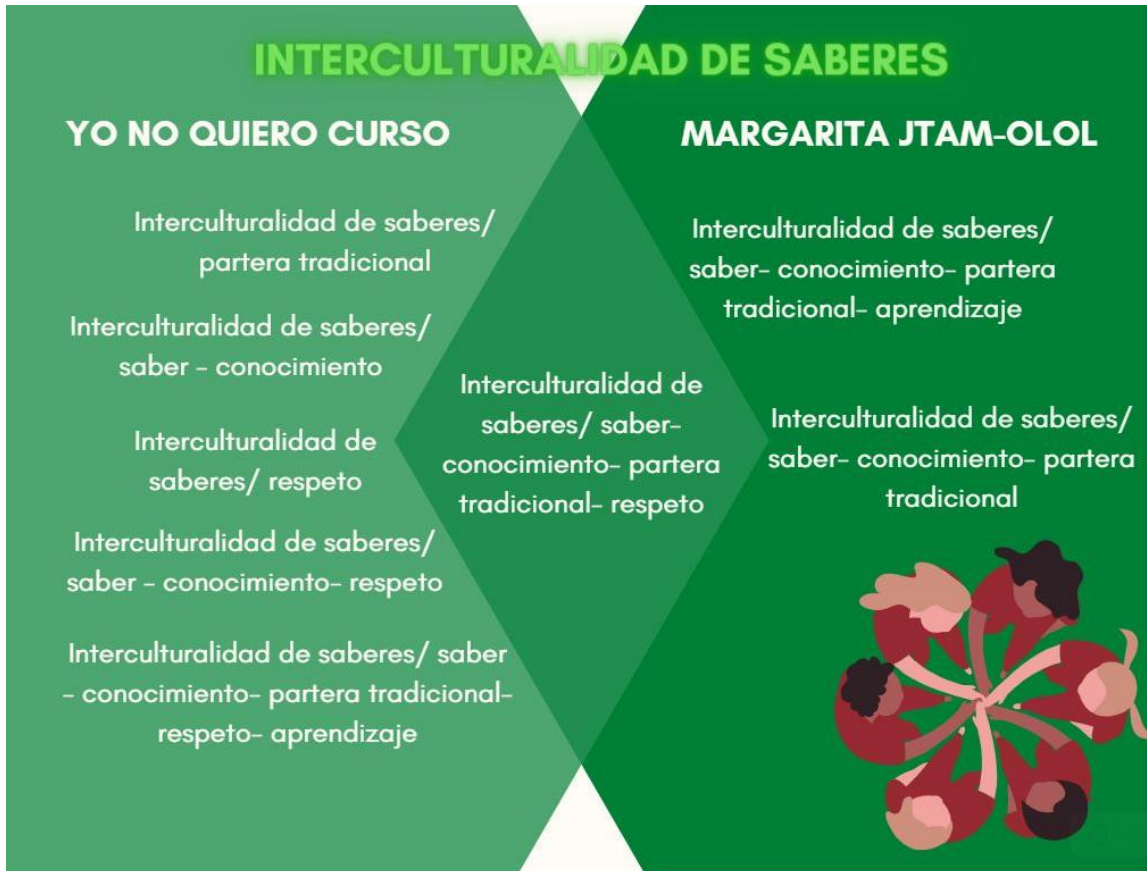 INTERCULTURALIDAD DE SABERES
YO NO QUIERO CURSO
Interculturalidad de saberes/
partera tradicional
Interculturalidad de saberes/
saber - conocimiento
Interculturalidad de
saberes/ respeto
Interculturalidad de saberes/
saber - conocimiento- respeto
Interculturalidad de saberes/ saber
- conocimiento- partera tradicional-
respeto- aprendizaje
Interculturalidad de
saberes/ saber-
conocimiento- partera
tradicional- respeto
MARGARITA JTAM-OLOL
Interculturalidad de saberes/
saber- conocimiento- partera
tradicional- aprendizaje
Interculturalidad de saberes/
saber- conocimiento- partera
tradicional